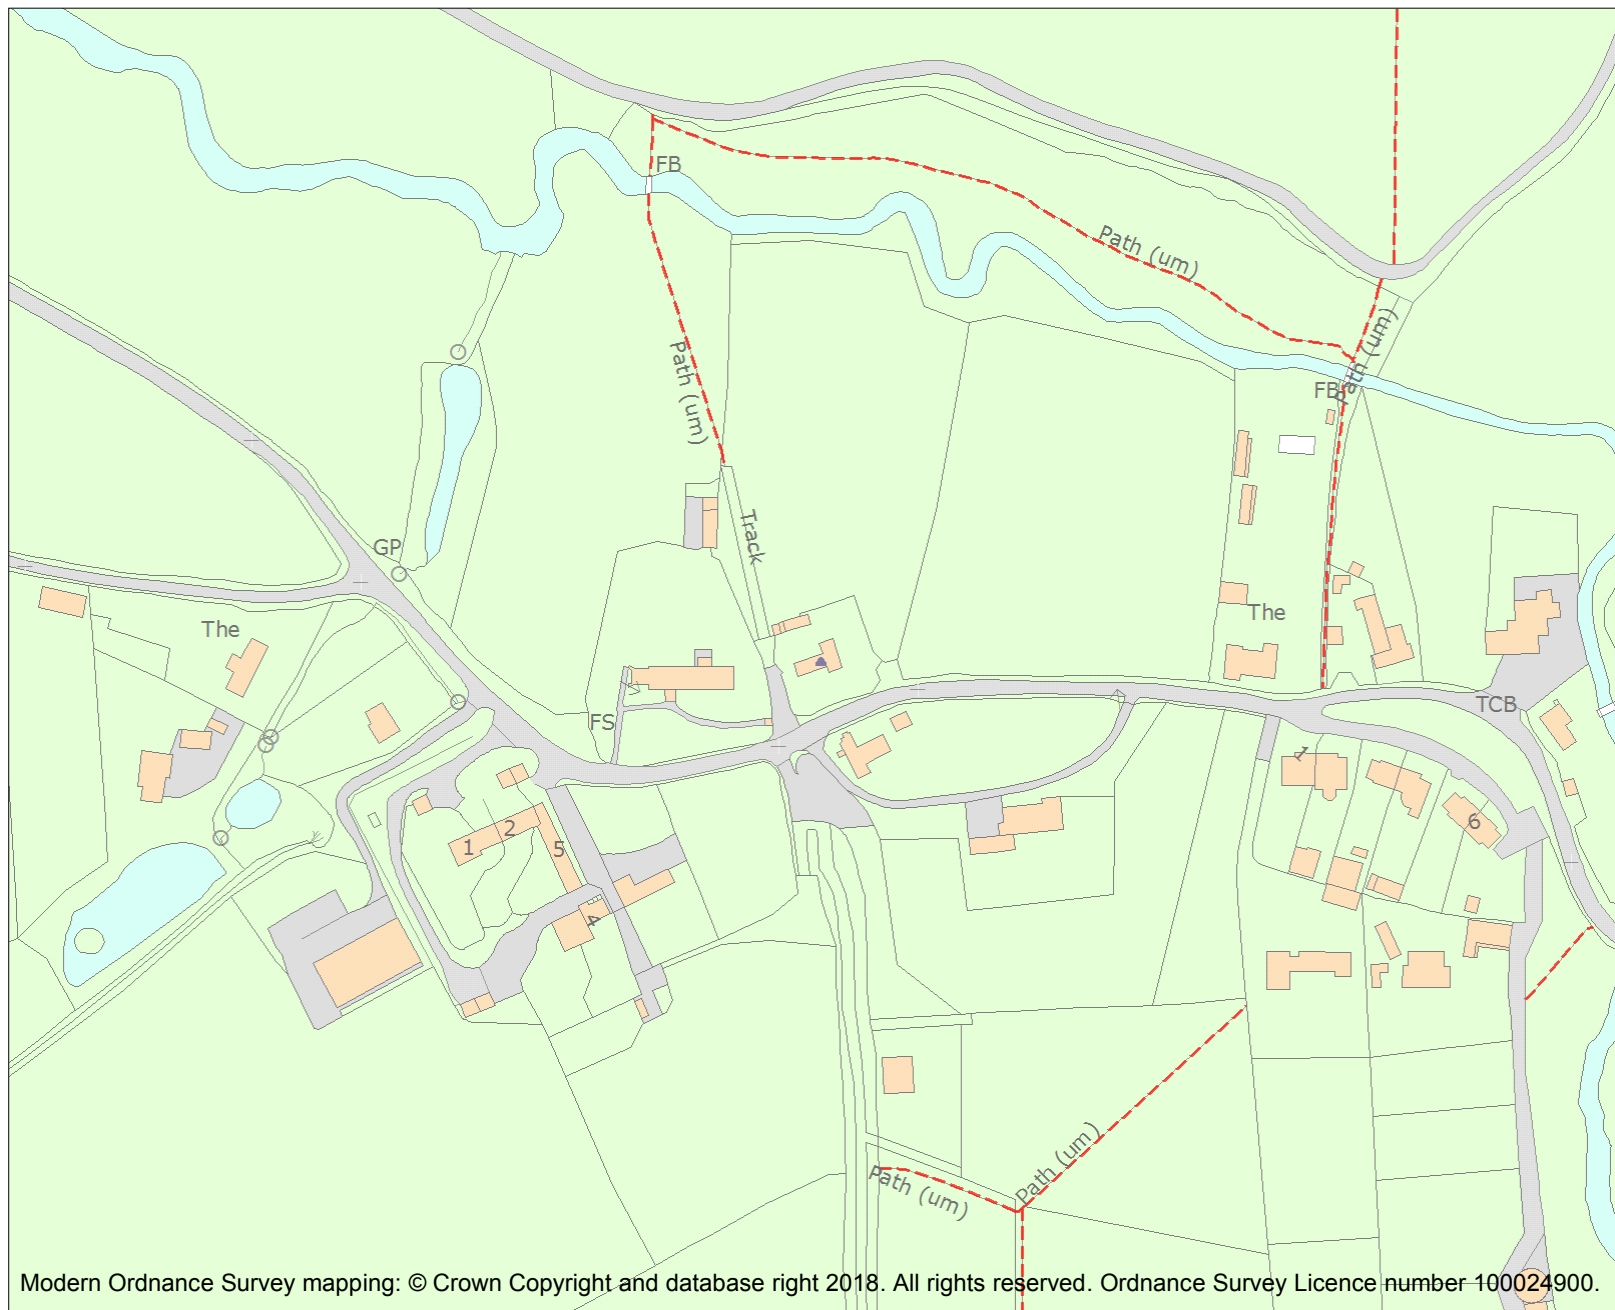 FB
Path (um)
Path (um)
FB
Path (um)
Track
GP
The
The
FS
TCB
1
6
2
1
5
4
Path (um)
Path (um)
Modern Ordnance Survey mapping: © Crown Copyright and database right 2018. All rights reserved. Ordnance Survey Licence number 100024900.